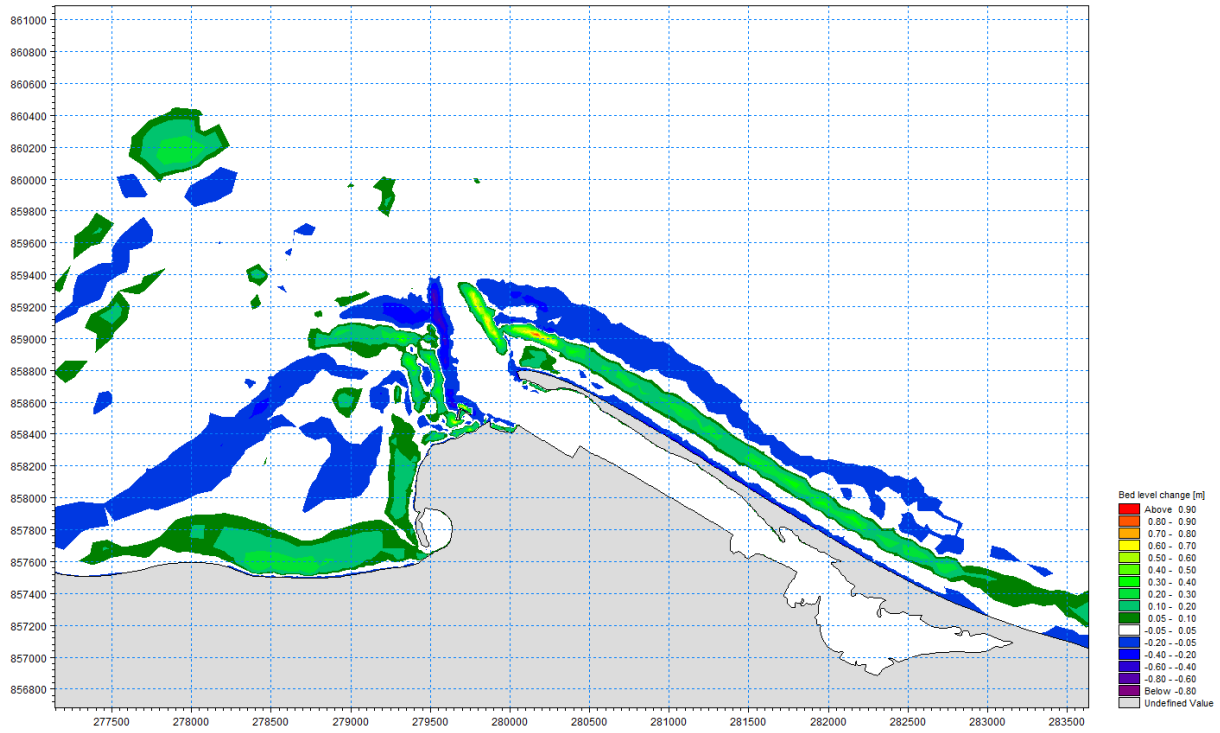 861000
860800
860600
860400
860200
860000
859800
859600
859400
859200
859000
858800
858600
858400
858200
858000
857800
857600
857400
857200
857000
856800
277500 278000 278500 279000 279500 280000 280500 281000 281500 282000 282500 283000 283500
Bed level change [m]
Above 0.90
0.80 - 0.90
0.70 - 0.80
0.60 - 0.70
0.50 - 0.60
0.40 - 0.50
0.30 - 0.40
0.20 - 0.30
0.10 - 0.20
0.05 - 0.10
-0.05 - 0.05
-0.20 - -0.05
-0.40 - -0.20
-0.60 - -0.40
-0.80 - -0.60
Below -0.80
Undefined Value